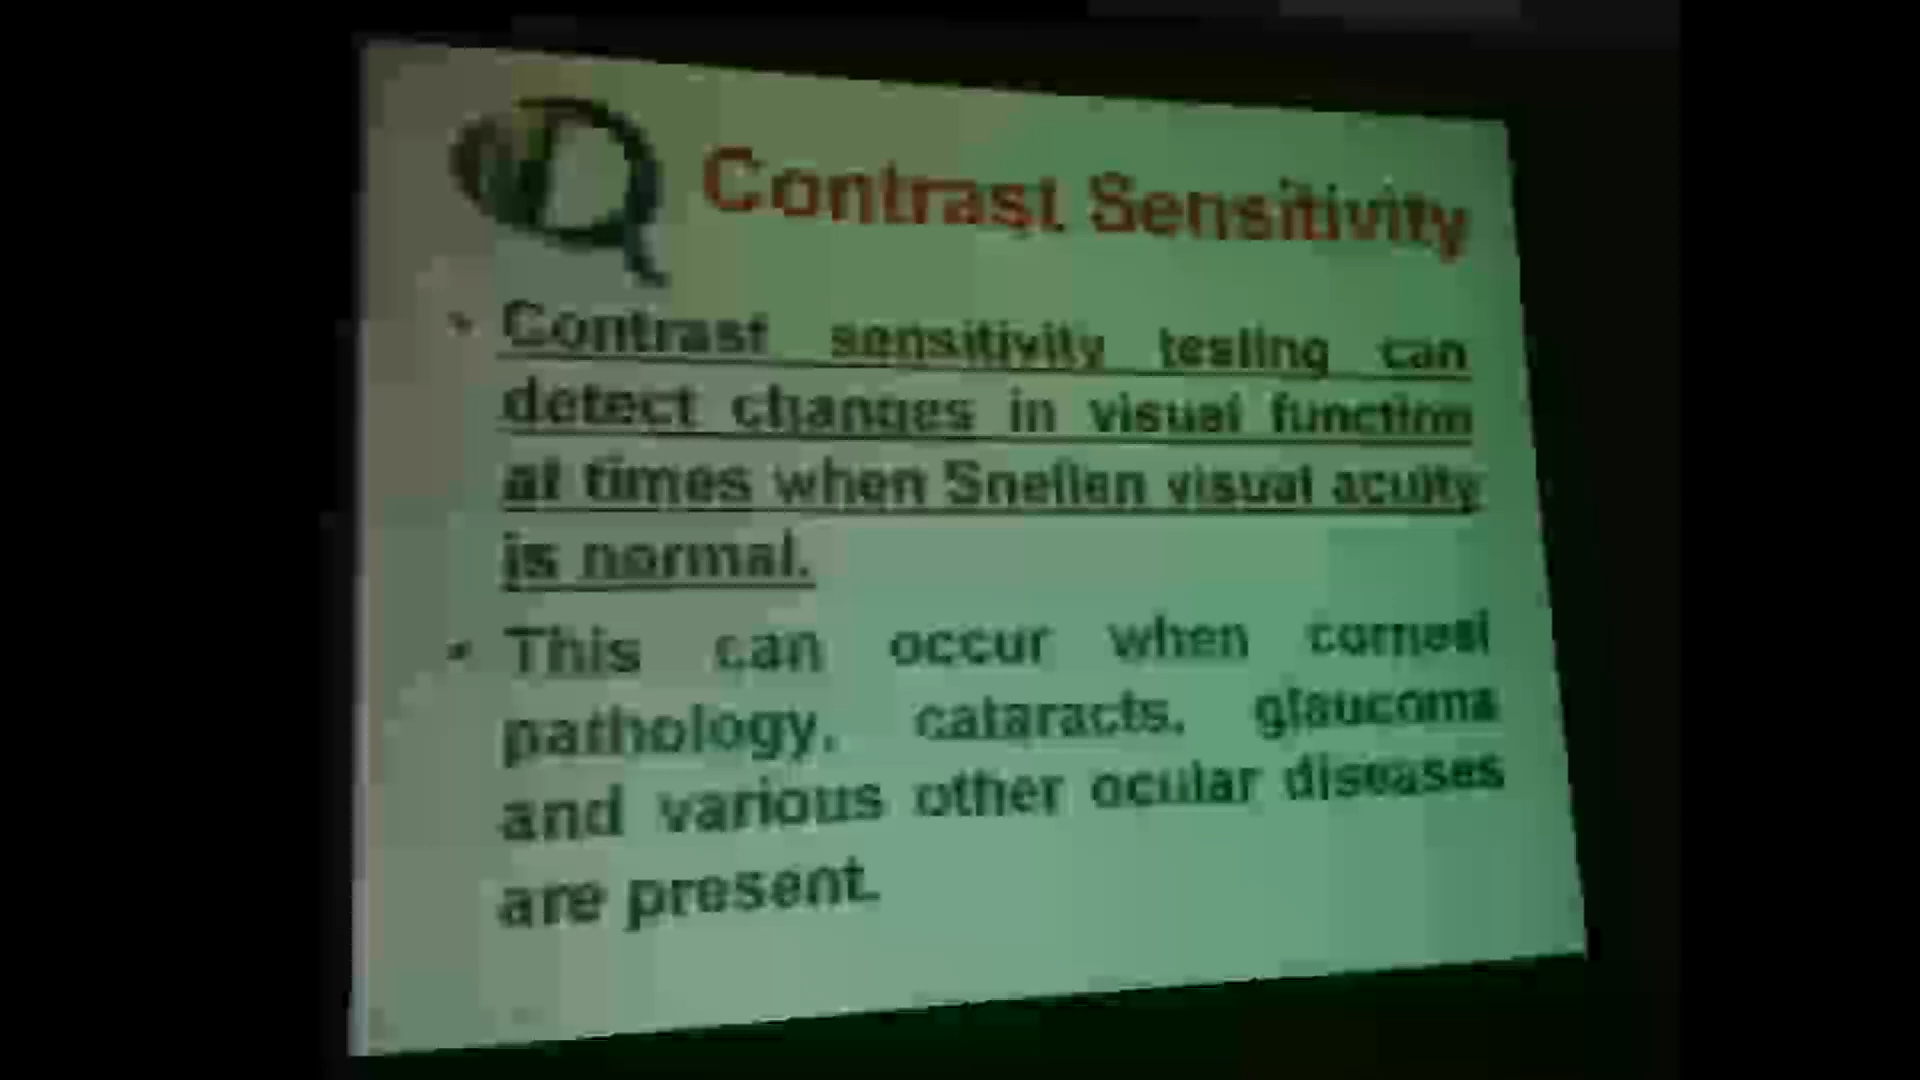 Contrast Sensitivity
• Contrast sensitivity testing can
detect changes in visual function
at times when Snellen visual acuity
is normal.
• This can occur when corneal
pathology, cataracts, glaucoma
and various other ocular diseases
are present.